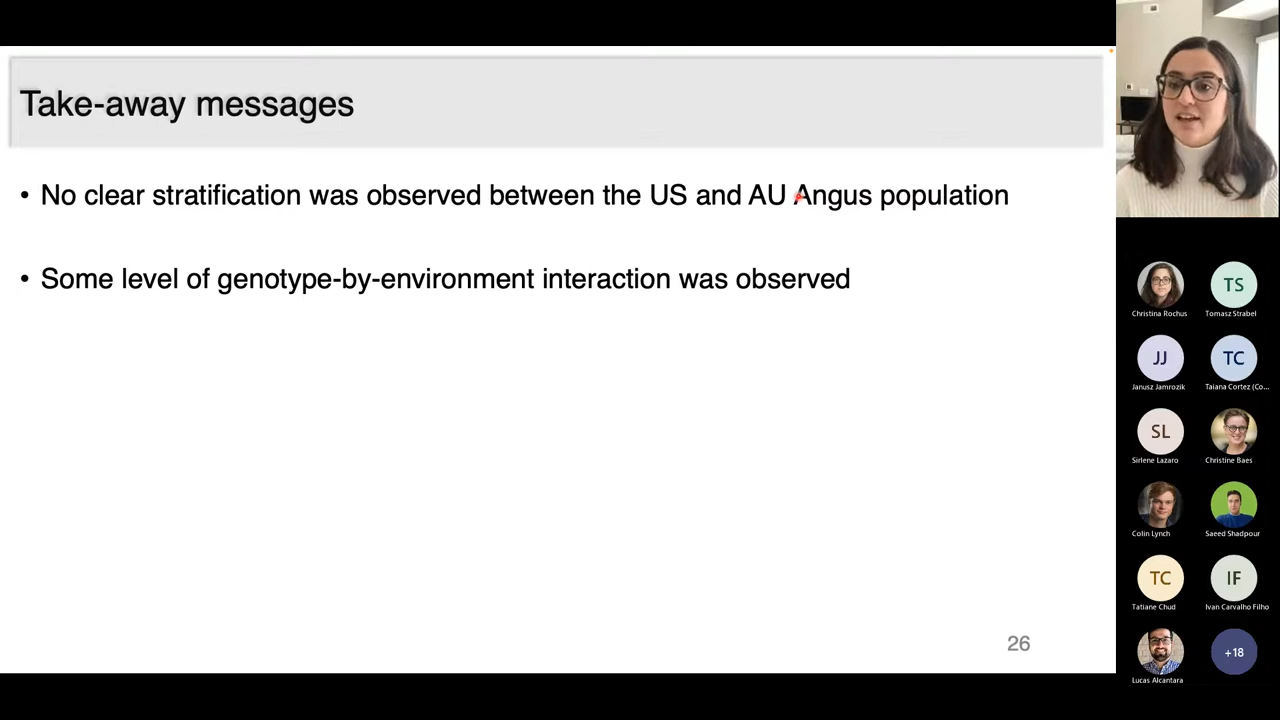 Take-away messages
• No clear stratification was observed between the US and AU Angus population
• Some level of genotype-by-environment interaction was observed
26
Christina Rochus
TS
Tomasz Strabel
JJ
Janusz Jamrozik
TC
Taiana Cortez (Co...
SL
Sirlene Lazaro
Christine Baes
Colin Lynch
Saeed Shadpour
TC
Tatiane Chud
IF
Ivan Carvalho Filho
Lucas Alcantara
+18